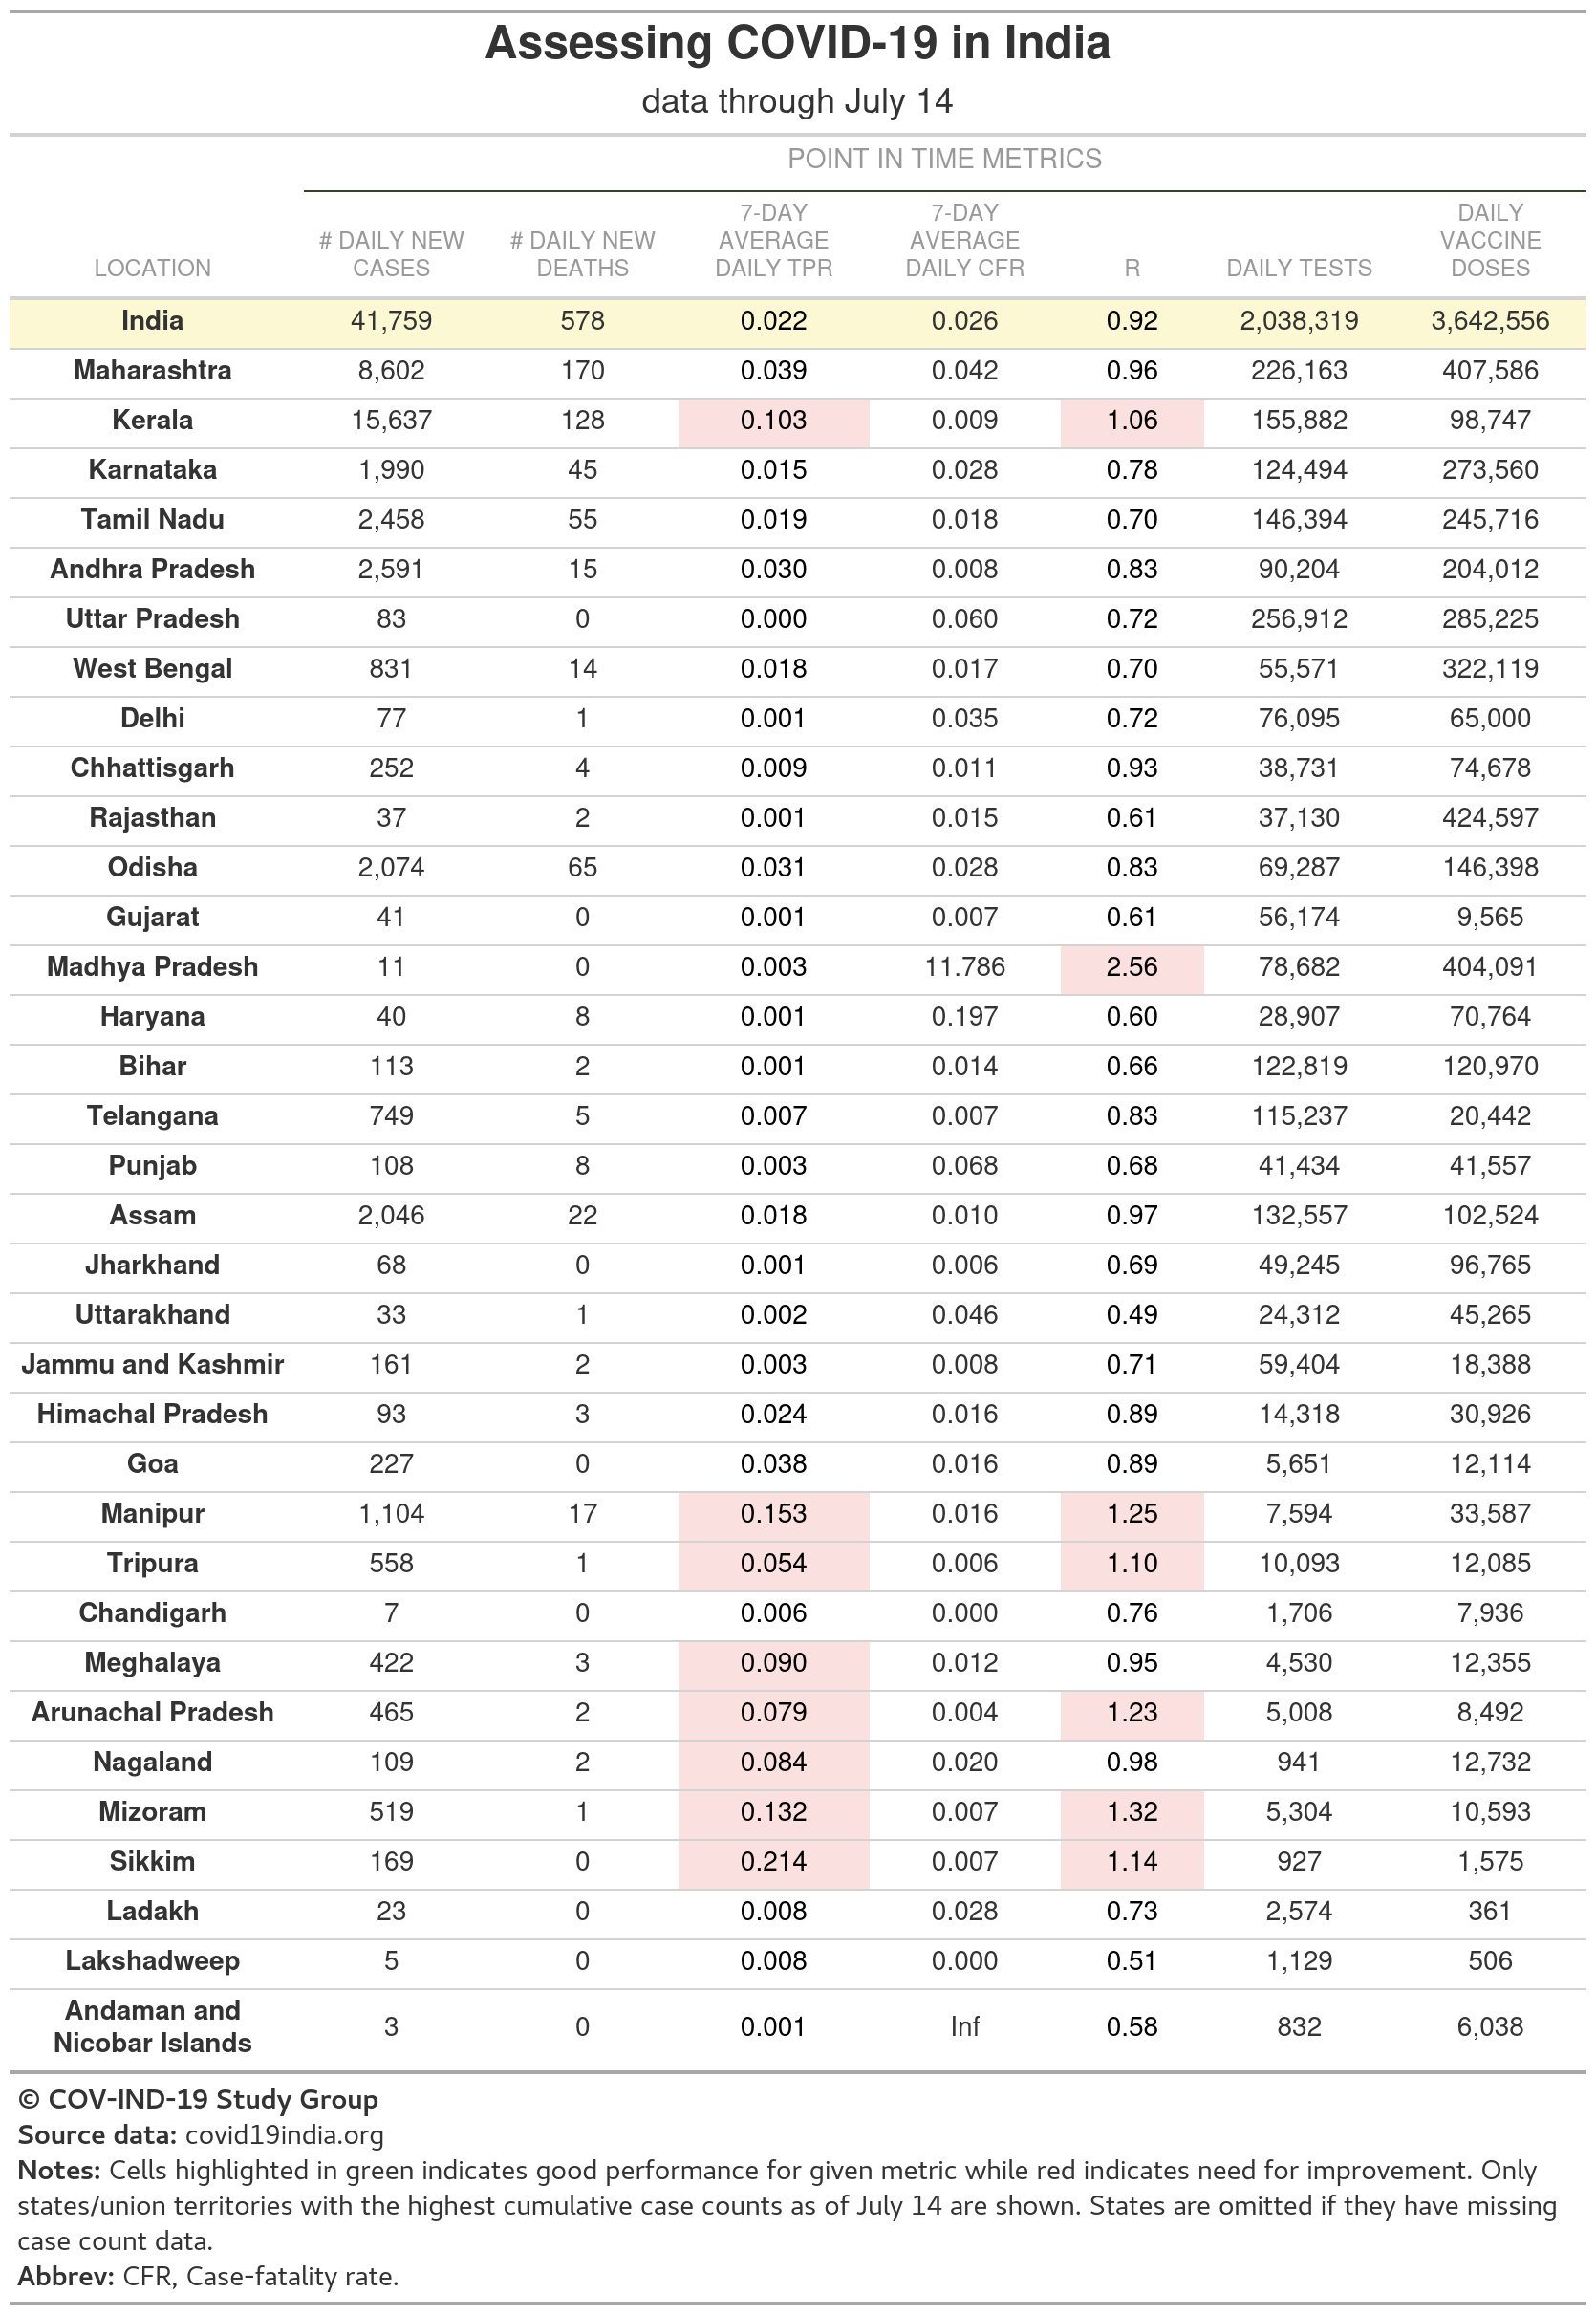 Assessing COVID-19 in India
data through July 14
POINT IN TIME METRICS
LOCATION # DAILY NEW CASES # DAILY NEW DEATHS 7-DAY AVERAGE DAILY TPR 7-DAY AVERAGE DAILY CFR R DAILY TESTS DAILY VACCINE DOSES
India 41,759 578 0.022 0.026 0.92 2,038,319 3,642,556
Maharashtra 8,602 170 0.039 0.042 0.96 226,163 407,586
Kerala 15,637 128 0.103 0.009 1.06 155,882 98,747
Karnataka 1,990 45 0.015 0.028 0.78 124,494 273,560
Tamil Nadu 2,458 55 0.019 0.018 0.70 146,394 245,716
Andhra Pradesh 2,591 15 0.030 0.008 0.83 90,204 204,012
Uttar Pradesh 83 0 0.000 0.060 0.72 256,912 285,225
West Bengal 831 14 0.018 0.017 0.70 55,571 322,119
Delhi 77 1 0.001 0.035 0.72 76,095 65,000
Chhattisgarh 252 4 0.009 0.011 0.93 38,731 74,678
Rajasthan 37 2 0.001 0.015 0.61 37,130 424,597
Odisha 2,074 65 0.031 0.028 0.83 69,287 146,398
Gujarat 41 0 0.001 0.007 0.61 56,174 9,565
Madhya Pradesh 11 0 0.003 11.786 2.56 78,682 404,091
Haryana 40 8 0.001 0.197 0.60 28,907 70,764
Bihar 113 2 0.001 0.014 0.66 122,819 120,970
Telangana 749 5 0.007 0.007 0.83 115,237 20,442
Punjab 108 8 0.003 0.068 0.68 41,434 41,557
Assam 2,046 22 0.018 0.010 0.97 132,557 102,524
Jharkhand 68 0 0.001 0.006 0.69 49,245 96,765
Uttarakhand 33 1 0.002 0.046 0.49 24,312 45,265
Jammu and Kashmir 161 2 0.003 0.008 0.71 59,404 18,388
Himachal Pradesh 93 3 0.024 0.016 0.89 14,318 30,926
Goa 227 0 0.038 0.016 0.89 5,651 12,114
Manipur 1,104 17 0.153 0.016 1.25 7,594 33,587
Tripura 558 1 0.054 0.006 1.10 10,093 12,085
Chandigarh 7 0 0.006 0.000 0.76 1,706 7,936
Meghalaya 422 3 0.090 0.012 0.95 4,530 12,355
Arunachal Pradesh 465 2 0.079 0.004 1.23 5,008 8,492
Nagaland 109 2 0.084 0.020 0.98 941 12,732
Mizoram 519 1 0.132 0.007 1.32 5,304 10,593
Sikkim 169 0 0.214 0.007 1.14 927 1,575
Ladakh 23 0 0.008 0.028 0.73 2,574 361
Lakshadweep 5 0 0.008 0.000 0.51 1,129 506
Andaman and Nicobar Islands 3 0 0.001 Inf 0.58 832 6,038
© COV-IND-19 Study Group
Source data: covid19india.org
Notes: Cells highlighted in green indicates good performance for given metric while red indicates need for improvement. Only
states/union territories with the highest cumulative case counts as of July 14 are shown. States are omitted if they have missing
case count data.
Abbrev: CFR, Case-fatality rate.